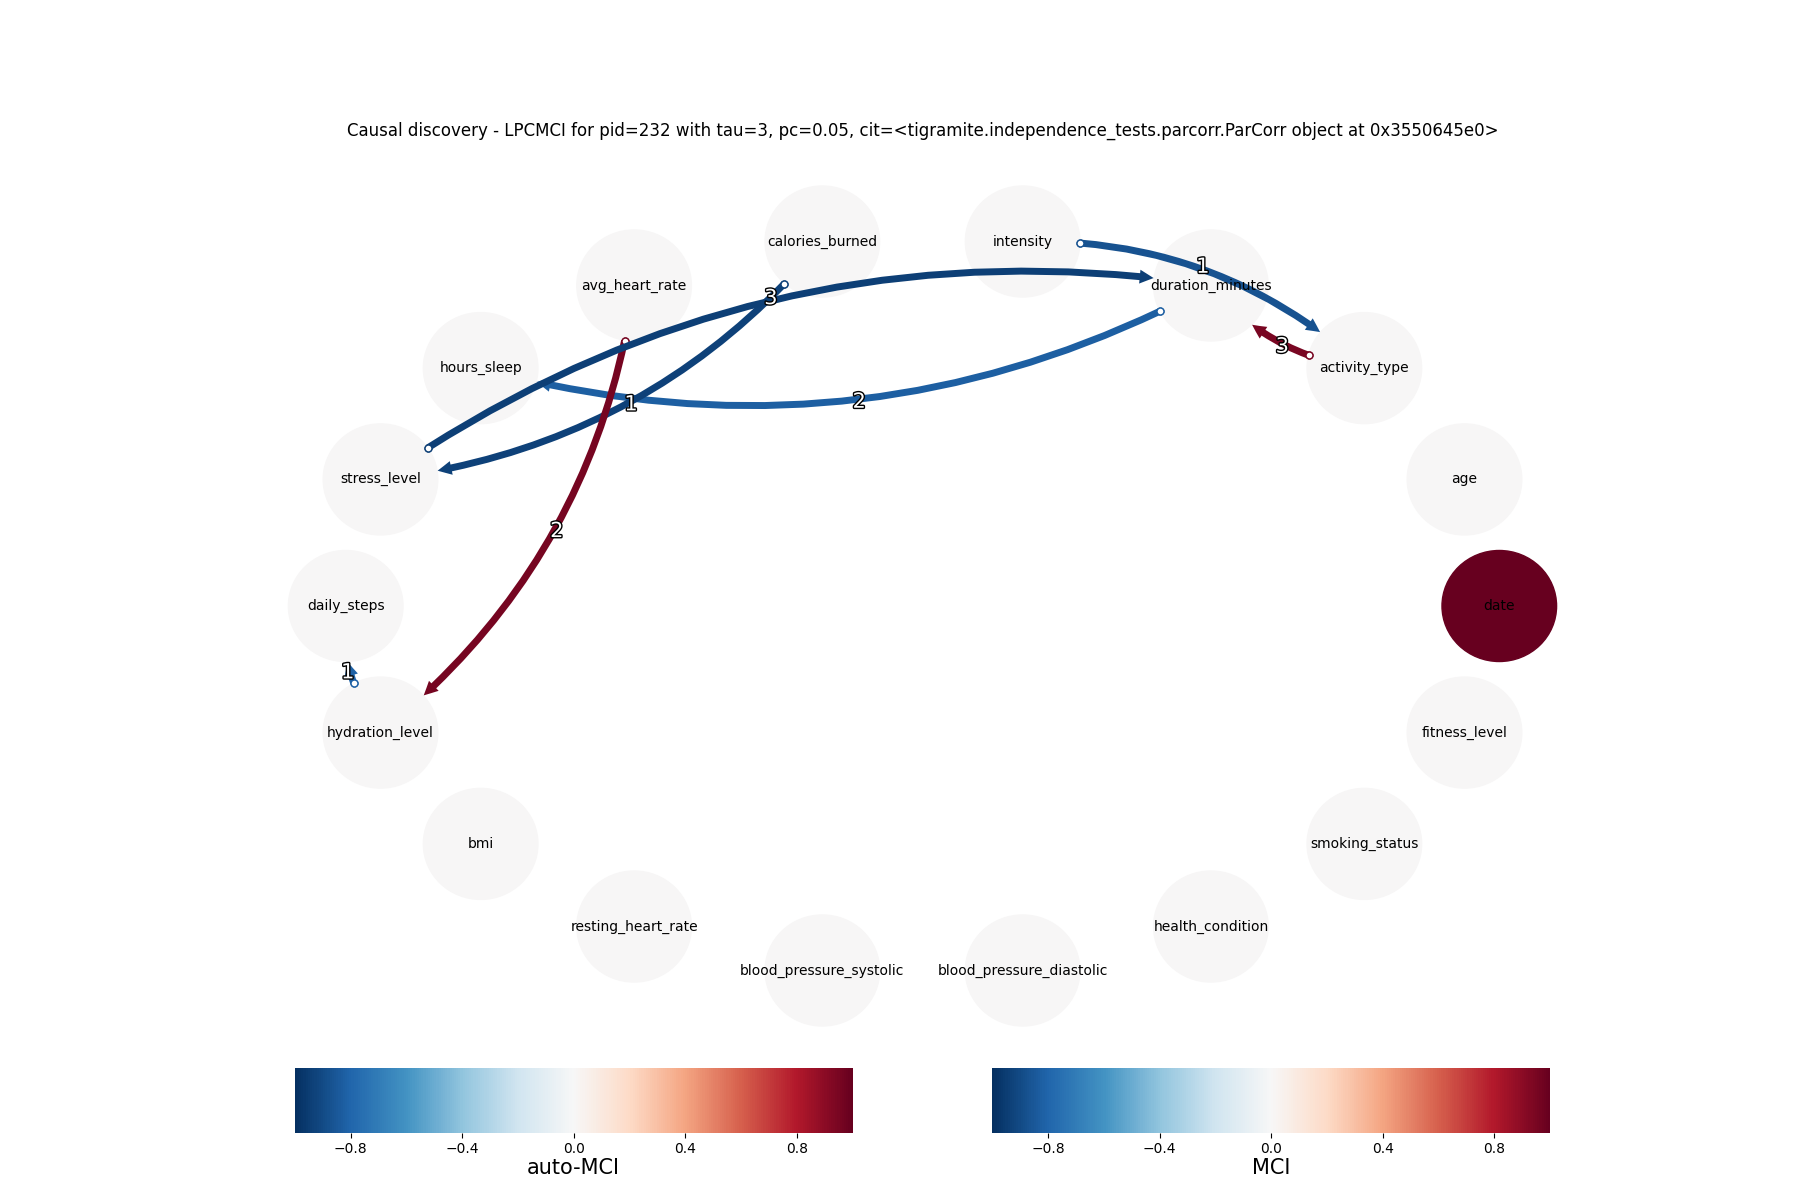 Causal discovery - LPCMCI for pid=232 with tau=3, pc=0.05, cit=<tigramite.independence_tests.parcorr.ParCorr object at 0x3550645e0>
calories_burned
intensity
avg_heart_rate
duration_minutes
hours_sleep
activity_type
stress_level
age
daily_steps
date
hydration_level
fitness_level
bmi
smoking_status
resting_heart_rate
health_condition
blood_pressure_systolic
blood_pressure_diastolic
1
3
3
1
2
2
1
−0.8 −0.4 0.0 0.4 0.8
auto-MCI
−0.8 −0.4 0.0 0.4 0.8
MCI